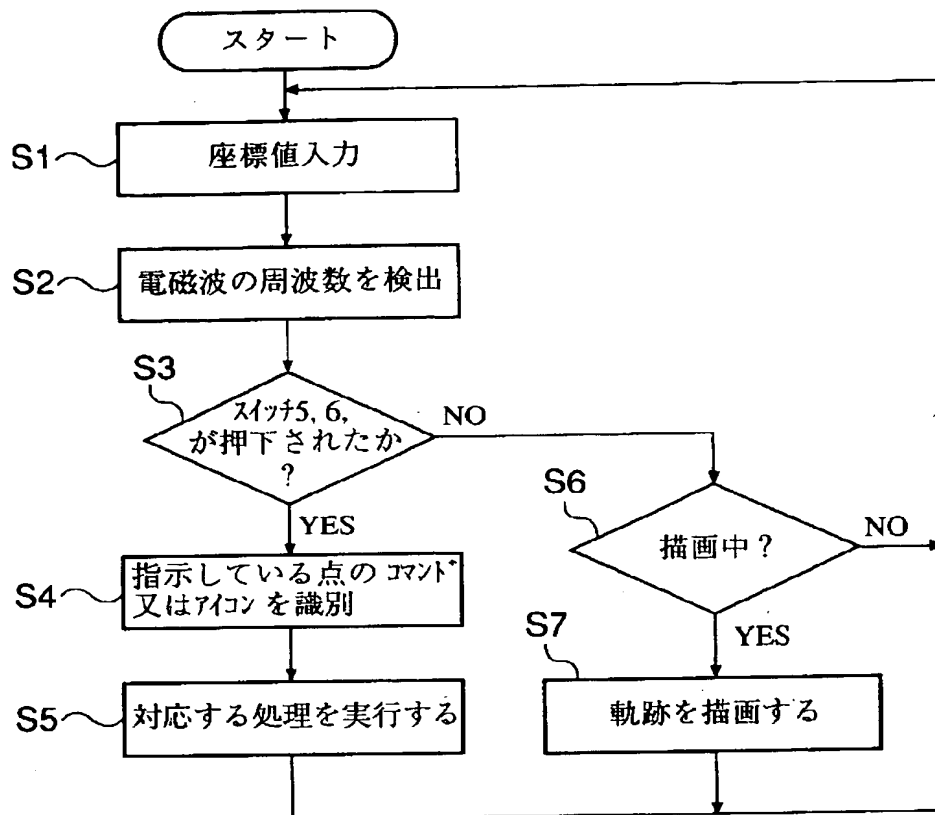 スタート
S1
座標値入力
S2
電磁波の周波数を検出
S3
スイッチ5, 6,
が押下されたか
?
NO
YES
S4
指示している点のコマンド
又はアイコンを識別
S5
対応する処理を実行する
S6
描画中?
NO
YES
S7
軌跡を描画する